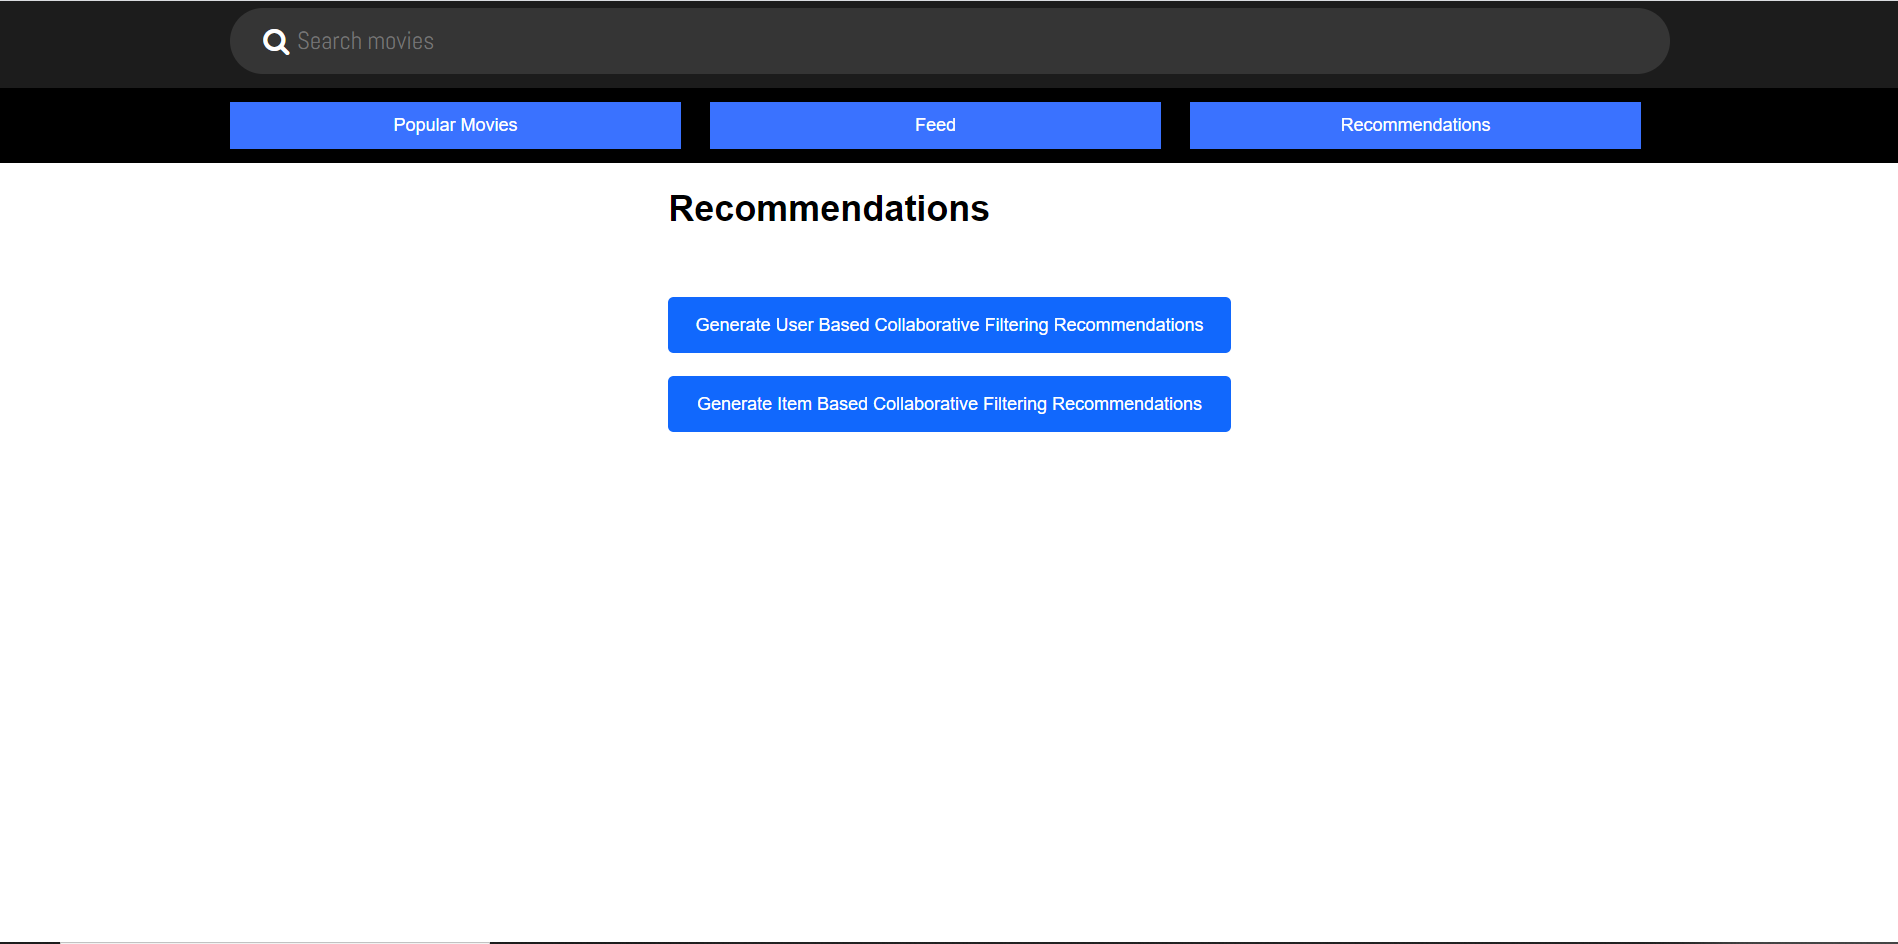 Search movies
Popular Movies
Feed
Recommendations
Recommendations
Generate User Based Collaborative Filtering Recommendations
Generate Item Based Collaborative Filtering Recommendations